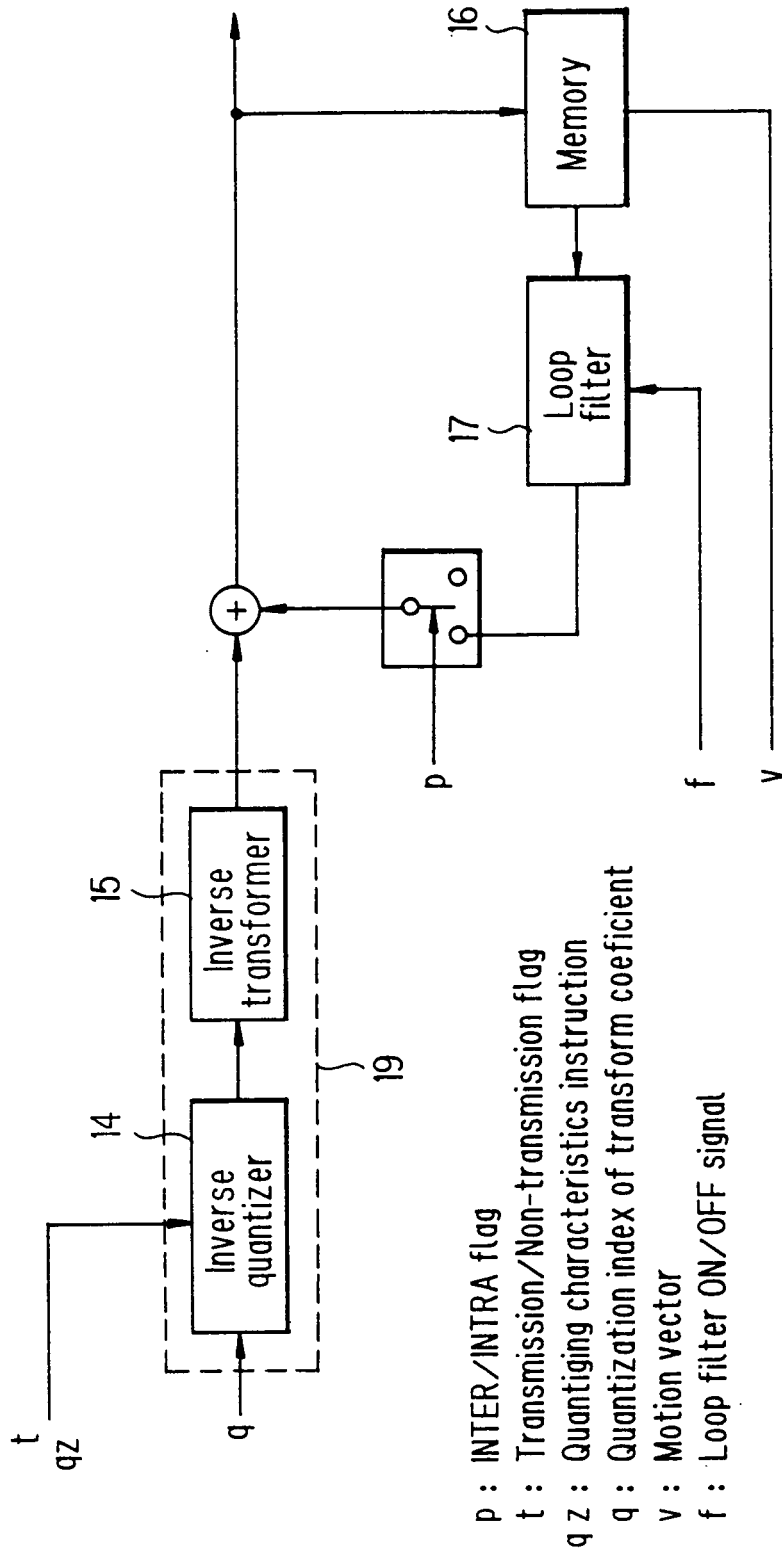 t
qz
q
14
Inverse
quantizer
15
Inverse
transformer
19
+
p
17
Loop
filter
16
Memory
f
v
p : INTER/INTRA flag
t : Transmission/Non-transmission flag
qz : Quantiging characteristics instruction
q : Quantization index of transform coeficient
v : Motion vector
f : Loop filter ON/OFF signal